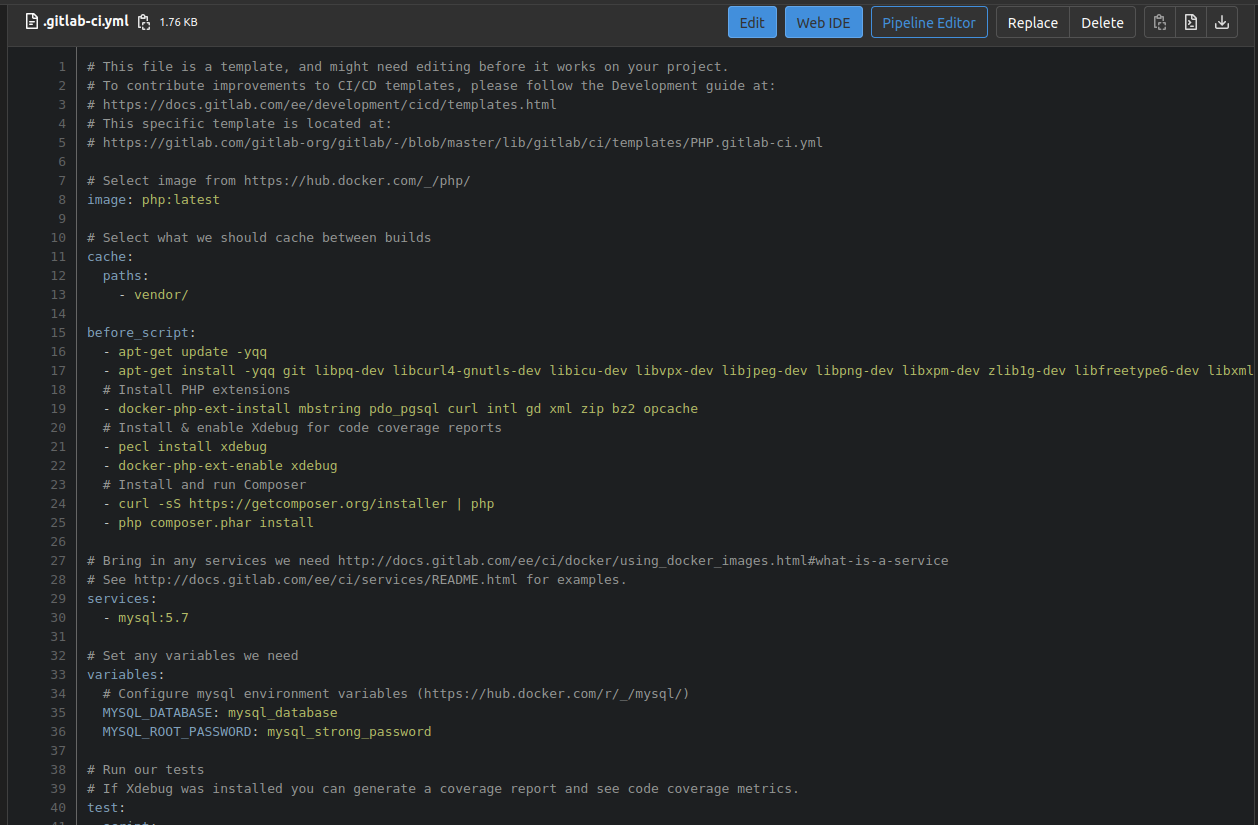 .gitlab-ci.yml 1.76 KB Edit Web IDE Pipeline Editor Replace Delete
1 # This file is a template, and might need editing before it works on your project.
2 # To contribute improvements to CI/CD templates, please follow the Development guide at:
3 # https://docs.gitlab.com/ee/development/cicd/templates.html
4 # This specific template is located at:
5 # https://gitlab.com/gitlab-org/gitlab/-/blob/master/lib/gitlab/ci/templates/PHP.gitlab-ci.yml
6
7 # Select image from https://hub.docker.com/_/php/
8 image: php:latest
9
10 # Select what we should cache between builds
11 cache:
12   paths:
13     - vendor/
14
15 before_script:
16   - apt-get update -yqq
17   - apt-get install -yqq git libpq-dev libcurl4-gnutls-dev libicu-dev libvpx-dev libjpeg-dev libpng-dev libxpm-dev zlib1g-dev libfreetype6-dev libxml
18   # Install PHP extensions
19   - docker-php-ext-install mbstring pdo_pgsql curl intl gd xml zip bz2 opcache
20   # Install & enable Xdebug for code coverage reports
21   - pecl install xdebug
22   - docker-php-ext-enable xdebug
23   # Install and run Composer
24   - curl -sS https://getcomposer.org/installer | php
25   - php composer.phar install
26
27 # Bring in any services we need http://docs.gitlab.com/ee/ci/docker/using_docker_images.html#what-is-a-service
28 # See http://docs.gitlab.com/ee/ci/services/README.html for examples.
29 services:
30   - mysql:5.7
31
32 # Set any variables we need
33 variables:
34   # Configure mysql environment variables (https://hub.docker.com/r/_/mysql/)
35   MYSQL_DATABASE: mysql_database
36   MYSQL_ROOT_PASSWORD: mysql_strong_password
37
38 # Run our tests
39 # If Xdebug was installed you can generate a coverage report and see code coverage metrics.
40 test:
41   script: